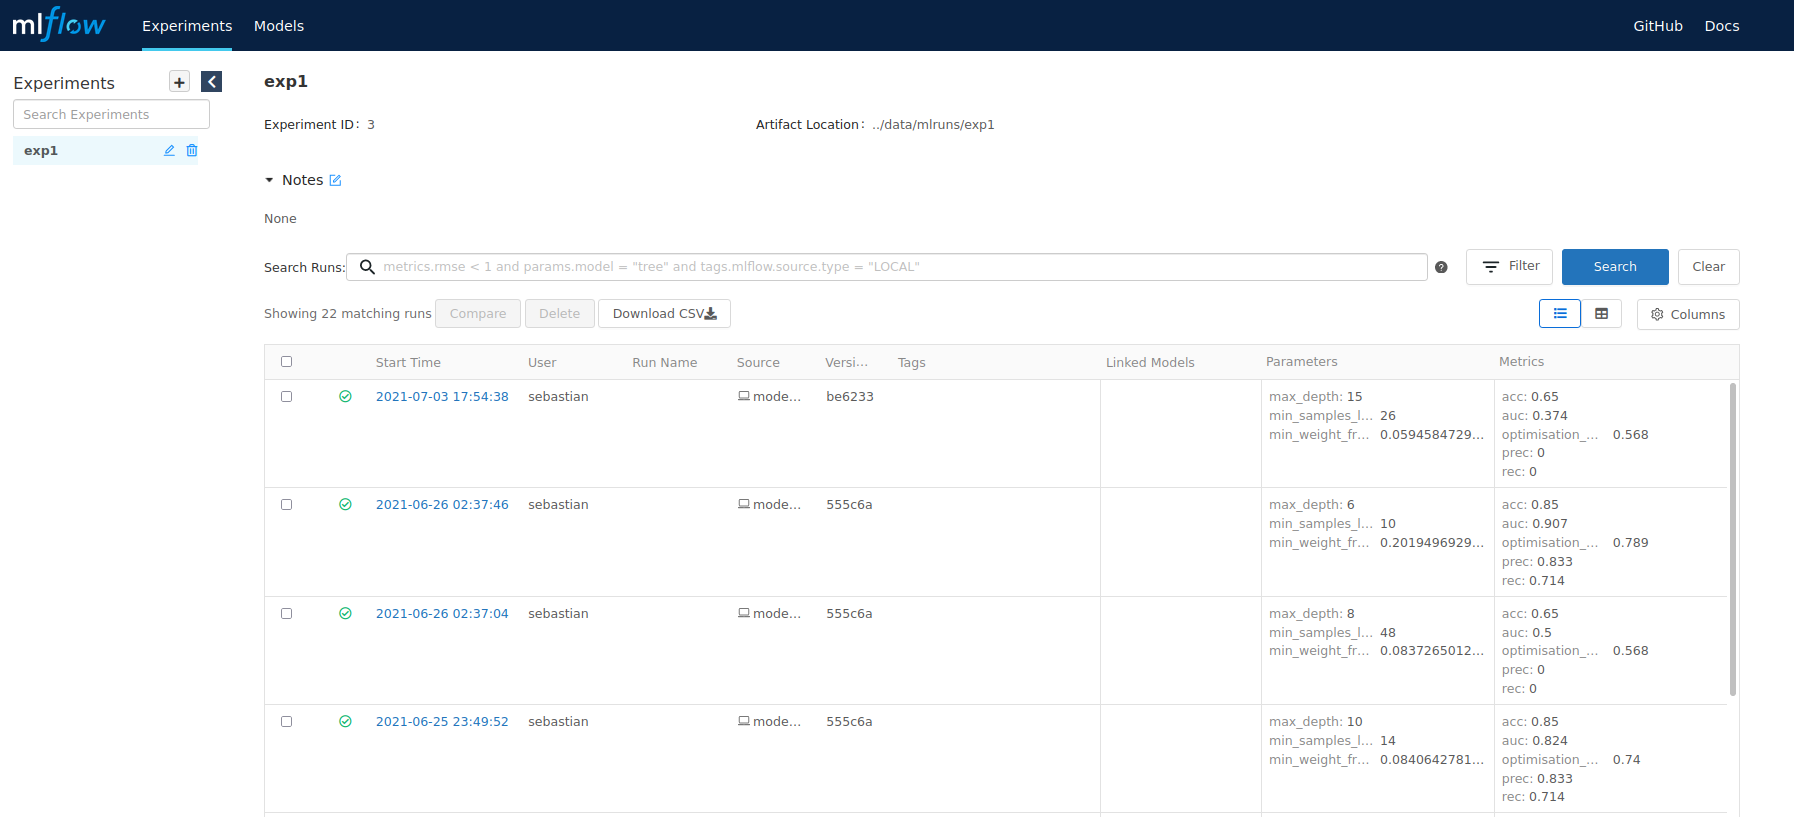 mlflow Experiments Models GitHub Docs
Experiments +
Search Experiments
exp1
exp1
Experiment ID: 3 Artifact Location: ../data/mlruns/exp1
Notes
None
Search Runs: metrics.rmse < 1 and params.model = "tree" and tags.mlflow.source.type = "LOCAL" ? Filter Search Clear
Showing 22 matching runs Compare Delete Download CSV Columns
Start Time User Run Name Source Versi... Tags Linked Models Parameters Metrics
2021-07-03 17:54:38 sebastian mode... be6233 max_depth: 15 acc: 0.65
min_samples_l... 26 auc: 0.374
min_weight_fr... 0.0594584729... optimisation_... 0.568
prec: 0
rec: 0
2021-06-26 02:37:46 sebastian mode... 555c6a max_depth: 6 acc: 0.85
min_samples_l... 10 auc: 0.907
min_weight_fr... 0.2019496929... optimisation_... 0.789
prec: 0.833
rec: 0.714
2021-06-26 02:37:04 sebastian mode... 555c6a max_depth: 8 acc: 0.65
min_samples_l... 48 auc: 0.5
min_weight_fr... 0.0837265012... optimisation_... 0.568
prec: 0
rec: 0
2021-06-25 23:49:52 sebastian mode... 555c6a max_depth: 10 acc: 0.85
min_samples_l... 14 auc: 0.824
min_weight_fr... 0.0840642781... optimisation_... 0.74
prec: 0.833
rec: 0.714